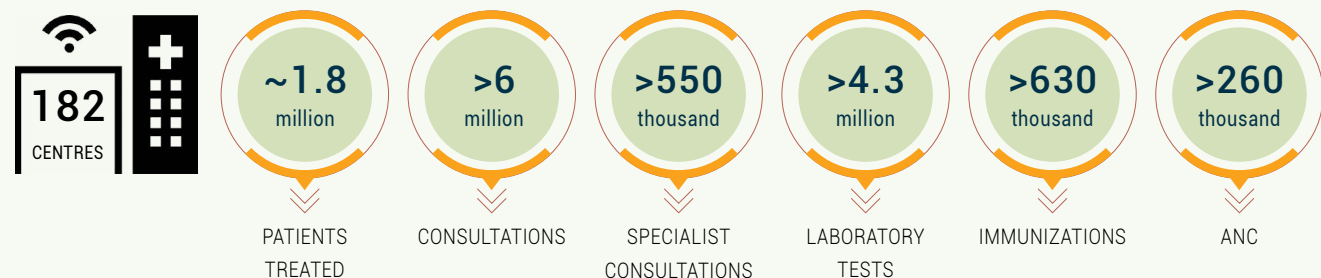 182
CENTRES
~1.8
million
PATIENTS
TREATED
>6
million
CONSULTATIONS
>550
thousand
SPECIALIST
CONSULTATIONS
>4.3
million
LABORATORY
TESTS
>630
thousand
IMMUNIZATIONS
>260
thousand
ANC